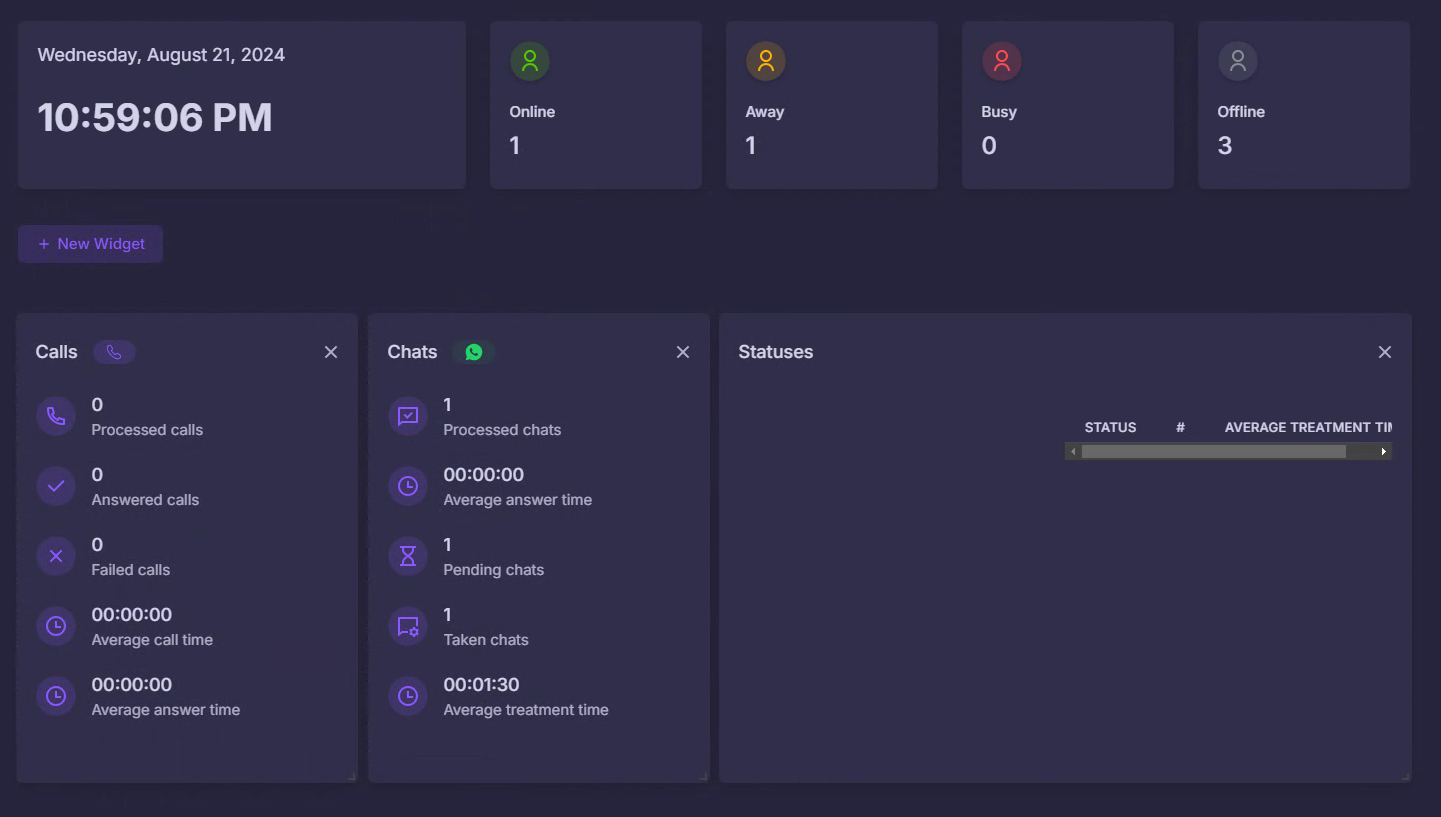 Wednesday, August 21, 2024
10:59:06 PM
Online
1
Away
1
Busy
0
Offline
3
+ New Widget
Calls
0
Processed calls
0
Answered calls
0
Failed calls
00:00:00
Average call time
00:00:00
Average answer time
Chats
1
Processed chats
00:00:00
Average answer time
1
Pending chats
1
Taken chats
00:01:30
Average treatment time
Statuses
STATUS # AVERAGE TREATMENT